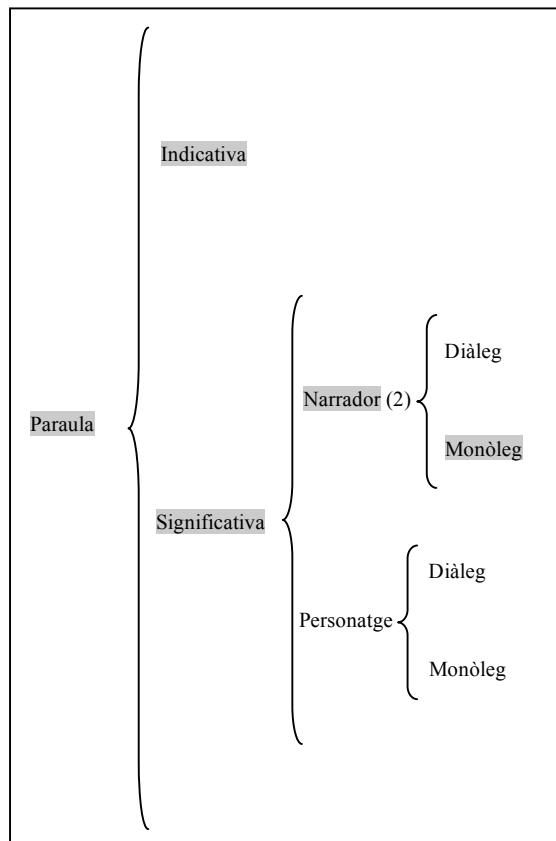 Indicativa
Diàleg
Narrador (2)
Paraula
Monòleg
Significativa
Diàleg
Personatge
Monòleg